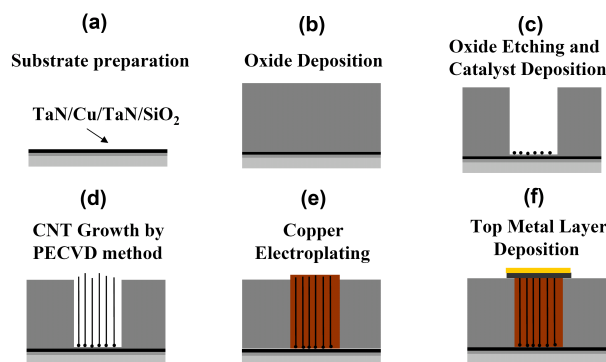 (a)
Substrate preparation
TaN/Cu/TaN/SiO₂
(b)
Oxide Deposition
(c)
Oxide Etching and
Catalyst Deposition
(d)
CNT Growth by
PECVD method
(e)
Copper
Electroplating
(f)
Top Metal Layer
Deposition